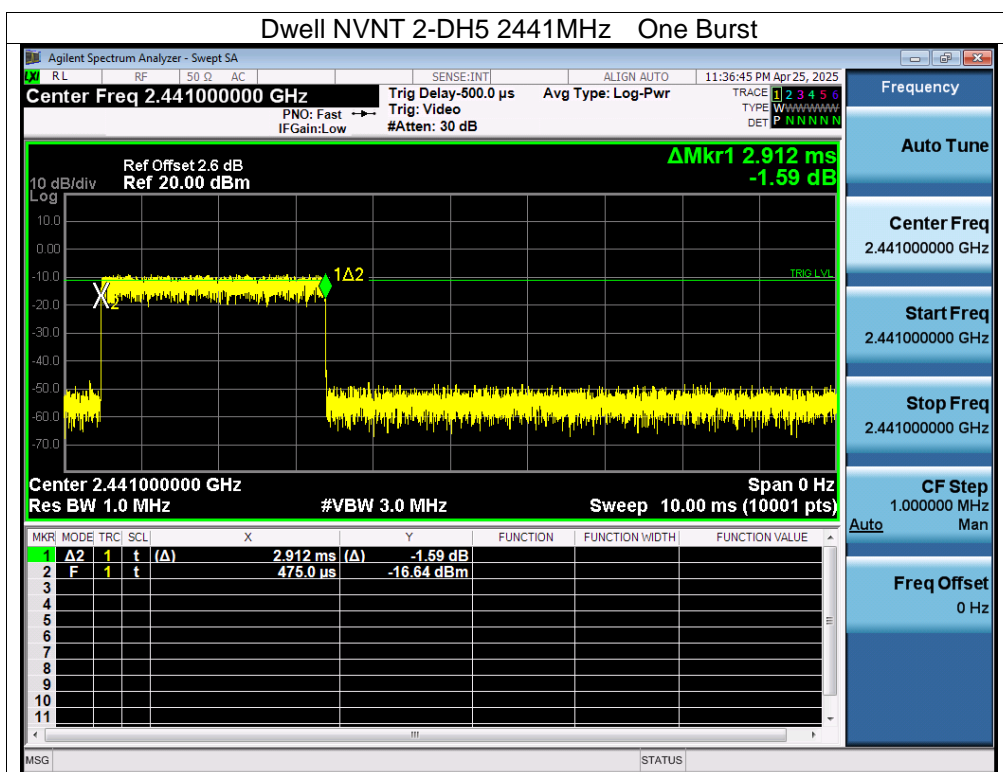 Dwell NVNT 2-DH5 2441MHz One Burst
Agilent Spectrum Analyzer - Swept SA
LXI RL RF 50 Ω AC SENSE:INT ALIGN AUTO 11:36:45 PM Apr 25, 2025
Center Freq 2.441000000 GHz
PNO: Fast
IFGain:Low
Trig Delay-500.0 µs
Trig: Video
#Atten: 30 dB
Avg Type: Log-Pwr
TRACE 1 2 3 4 5 6
TYPE WWWWWW
DET P N N N N N
ΔMkr1 2.912 ms
-1.59 dB
Ref Offset 2.6 dB
10 dB/div Ref 20.00 dBm
Log
10.0
0.00
-10.0
-20.0
-30.0
-40.0
-50.0
-60.0
-70.0
1Δ2
TRIG LVL
2
Center 2.441000000 GHz Span 0 Hz
Res BW 1.0 MHz #VBW 3.0 MHz Sweep 10.00 ms (10001 pts)
MKR MODE TRC SCL X Y FUNCTION FUNCTION WIDTH FUNCTION VALUE
1 Δ2 1 t (Δ) 2.912 ms (Δ) -1.59 dB
2 F 1 t 475.0 µs -16.64 dBm
3
4
5
6
7
8
9
10
11
MSG STATUS
Frequency
Auto Tune
Center Freq
2.441000000 GHz
Start Freq
2.441000000 GHz
Stop Freq
2.441000000 GHz
CF Step
1.000000 MHz
Auto Man
Freq Offset
0 Hz